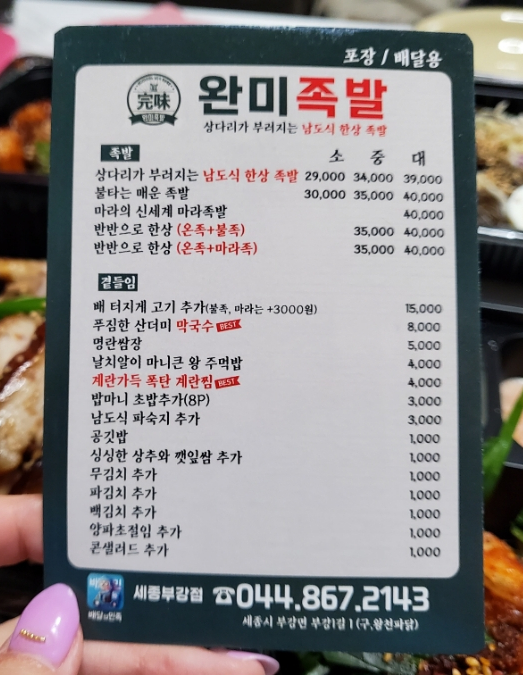 포장 / 배달용
完味
완미족발
완미족발
상다리가 부러지는 남도식 한상 족발
족발
소 중 대
상다리가 부러지는 남도식 한상 족발 29,000 34,000 39,000
불타는 매운 족발 30,000 35,000 40,000
마라의 신세계 마라족발 40,000
반반으로 한상 (온족+불족) 35,000 40,000
반반으로 한상 (온족+마라족) 35,000 40,000
곁들임
배 터지게 고기 추가(불족, 마라는 +3000원) 15,000
푸짐한 산더미 막국수 BEST 8,000
명란쌈장 5,000
날치알이 마니큰 왕 주먹밥 4,000
계란가득 폭탄 계란찜 BEST 4,000
밥마니 초밥추가(8P) 3,000
남도식 파숙지 추가 3,000
공깃밥 1,000
싱싱한 상추와 깻잎쌈 추가 1,000
무김치 추가 1,000
파김치 추가 1,000
백김치 추가 1,000
양파초절임 추가 1,000
콘샐러드 추가 1,000
배달의민족
세종부강점 ☎044.867.2143
세종시 부강면 부강1길 1 (구.왕천파닭)